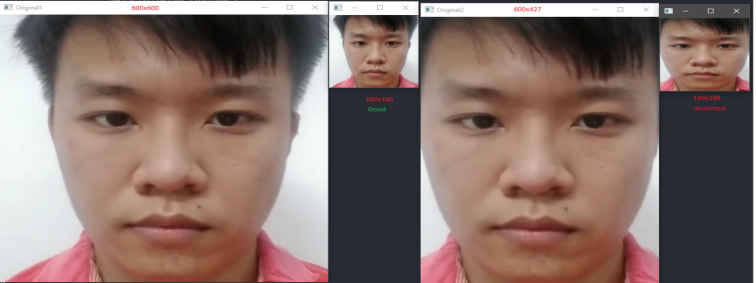 Original1
600x600
160x160
Good
Original2
600x427
160x160
distorted